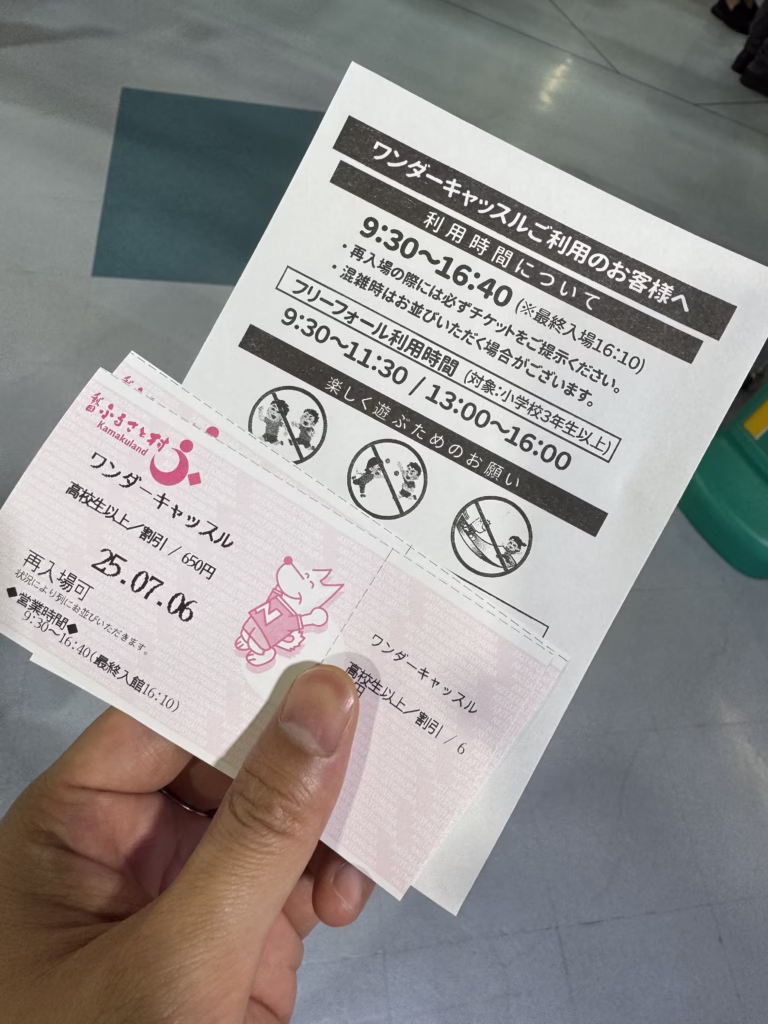 ワンダーキャッスルご利用のお客様へ
利用時間について
9:30〜16:40 (※最終入場16:10)
・再入場の際には必ずチケットをご提示ください。
・混雑時はお並びいただく場合がございます。
フリーフォール利用時間 (対象:小学校3年生以上)
9:30〜11:30 / 13:00〜16:00
楽しく遊ぶためのお願い
ふるさと村
Kamakuland
ワンダーキャッスル
高校生以上／割引 / 650円
25.07.06
再入場可
状況により列にお並びいただきます。
◆営業時間◆
9:30〜16:40(最終入館16:10)
ワンダーキャッスル
高校生以上／割引 / 6
円